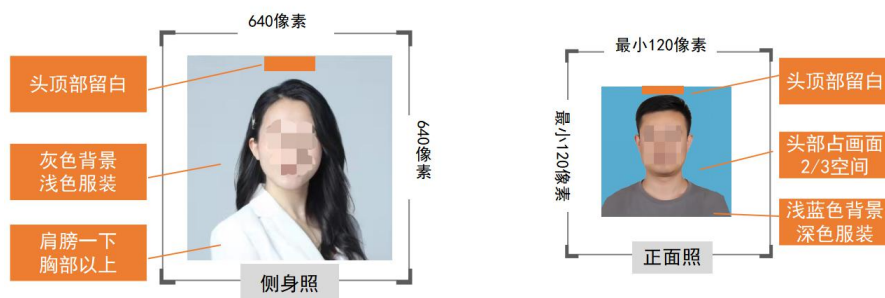 640像素
头顶部留白
灰色背景
浅色服装
肩膀一下
胸部以上
640像素
侧身照
最小120像素
最小120像素
头顶部留白
头部占画面
2/3空间
浅蓝色背景
深色服装
正面照